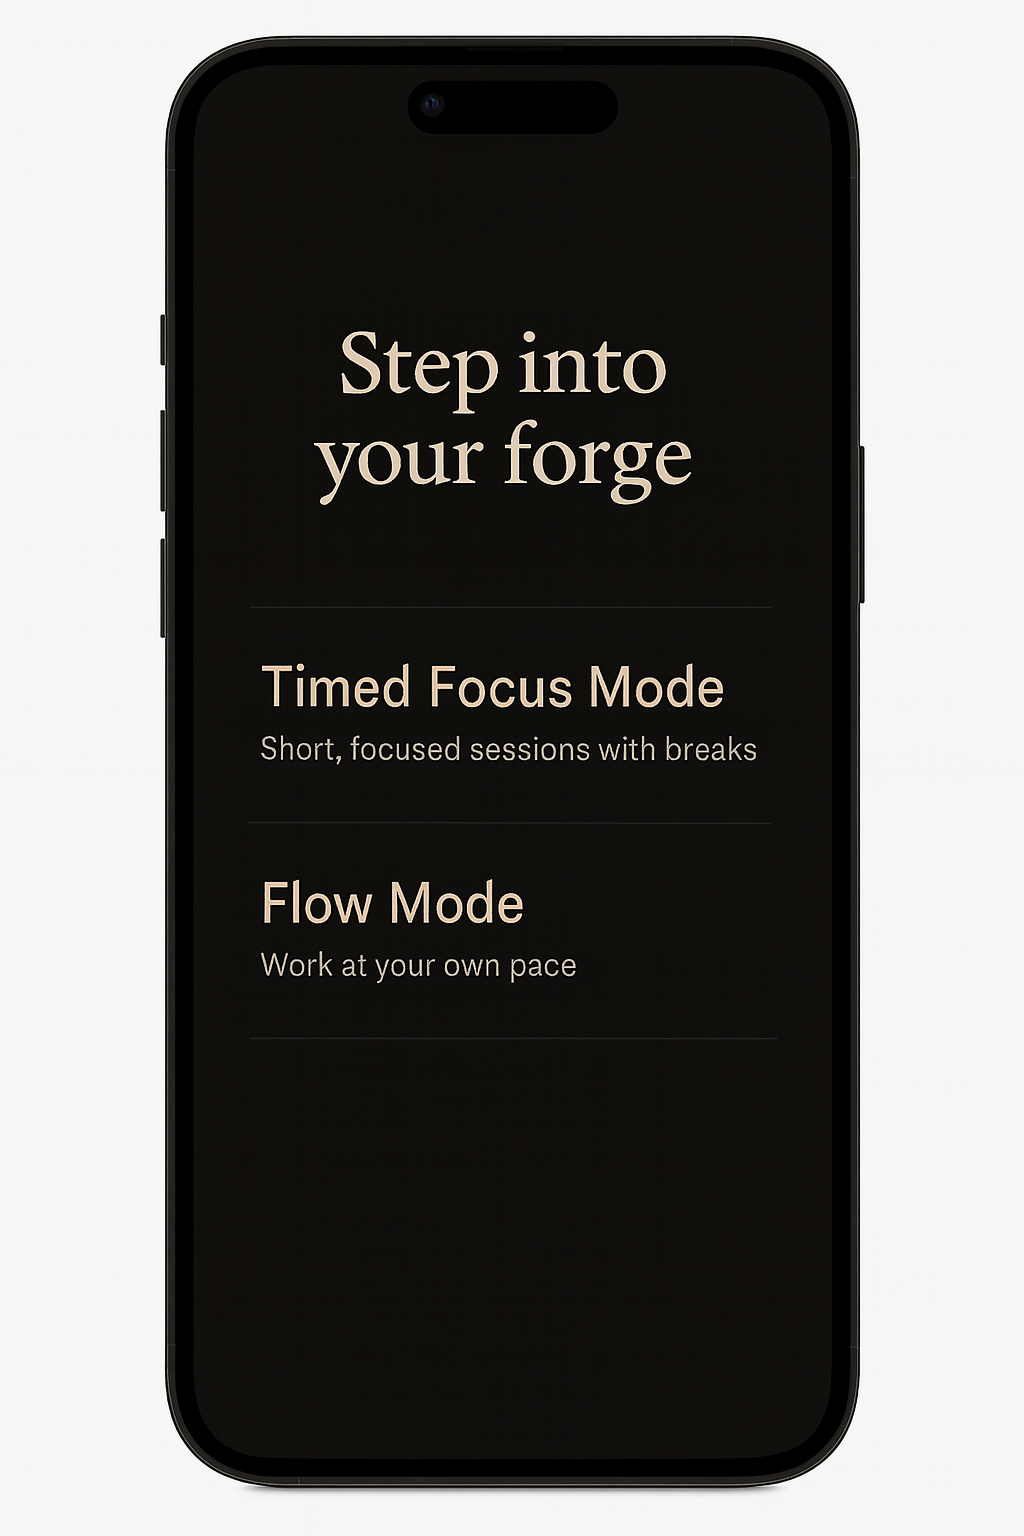 Step into
your forge
Timed Focus Mode
Short, focused sessions with breaks
Flow Mode
Work at your own pace